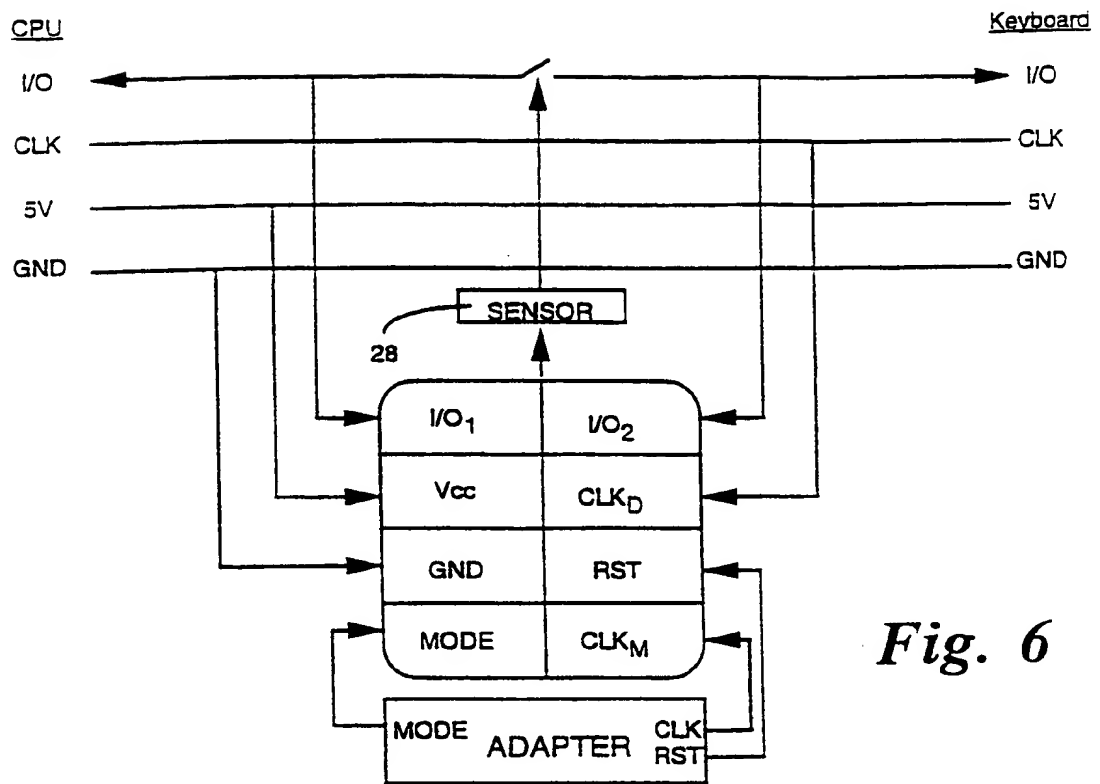 CPU
Keyboard
I/O
I/O
CLK
CLK
5V
5V
GND
GND
SENSOR
28
I/O1
I/O2
Vcc
CLKD
GND
RST
MODE
CLKM
Fig. 6
MODE
ADAPTER
CLK
RST